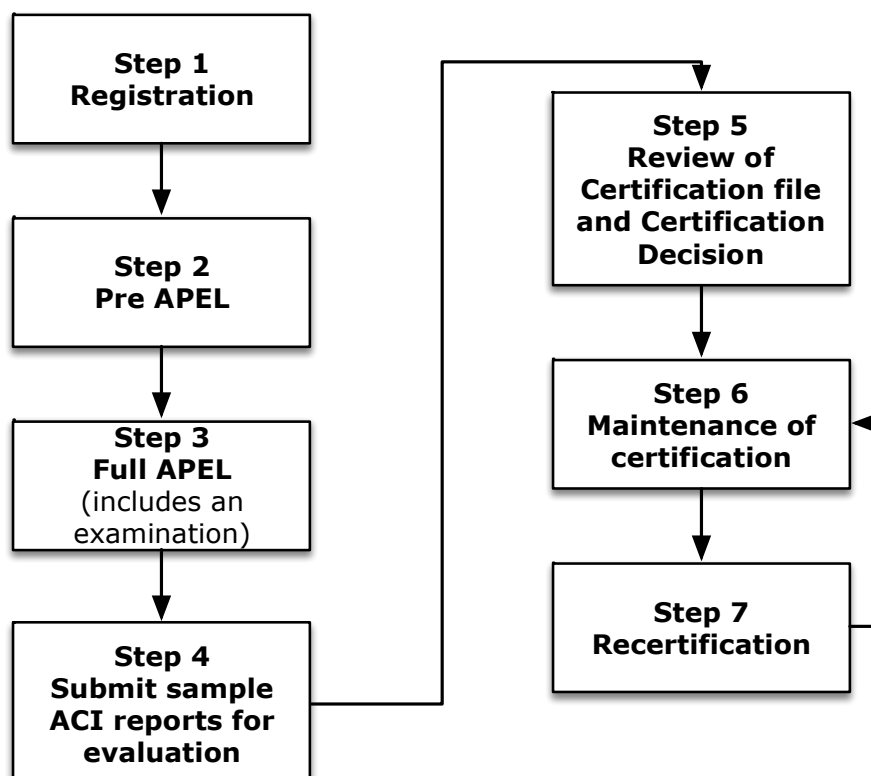 Step 1
Registration
Step 2
Pre APEL
Step 3
Full APEL
(includes an
examination)
Step 4
Submit sample
ACI reports for
evaluation
Step 5
Review of
Certification file
and Certification
Decision
Step 6
Maintenance of
certification
Step 7
Recertification